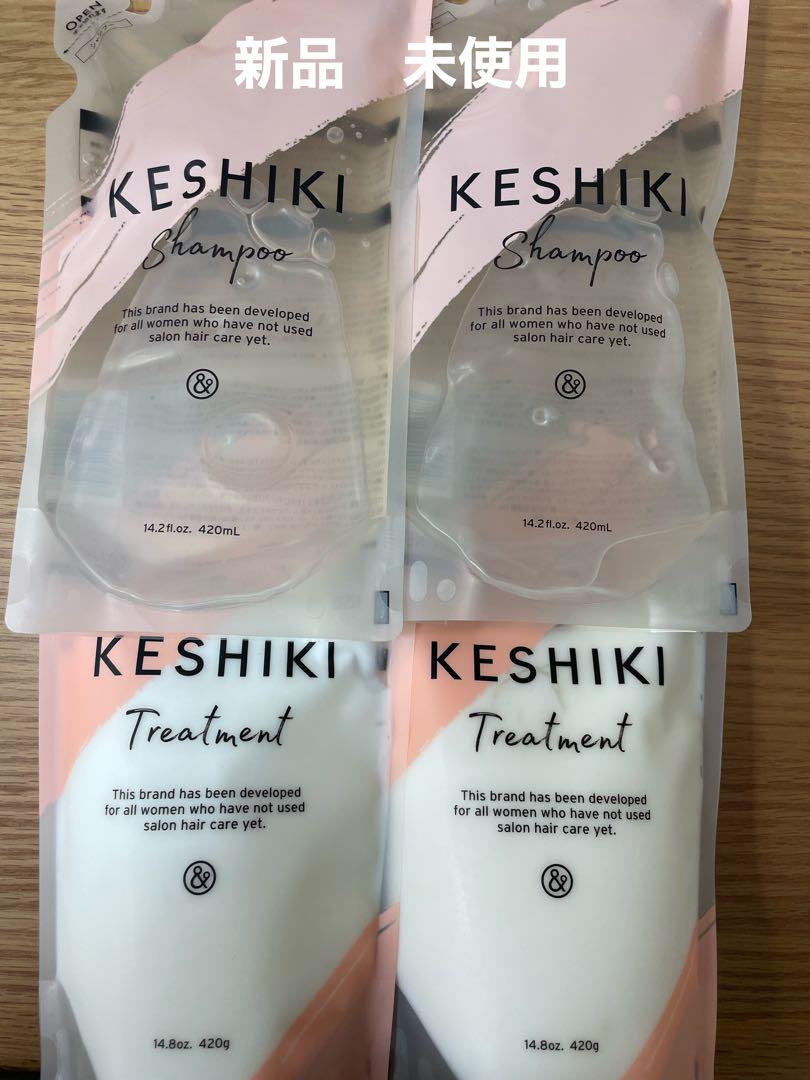 新品 未使用
OPEN
KESHIKI
Shampoo
This brand has been developed
for all women who have not used
salon hair care yet.
&
14.2fl.oz. 420mL
KESHIKI
Shampoo
This brand has been developed
for all women who have not used
salon hair care yet.
&
14.2fl.oz. 420mL
KESHIKI
Treatment
This brand has been developed
for all women who have not used
salon hair care yet.
&
14.8oz. 420g
KESHIKI
Treatment
This brand has been developed
for all women who have not used
salon hair care yet.
&
14.8oz. 420g